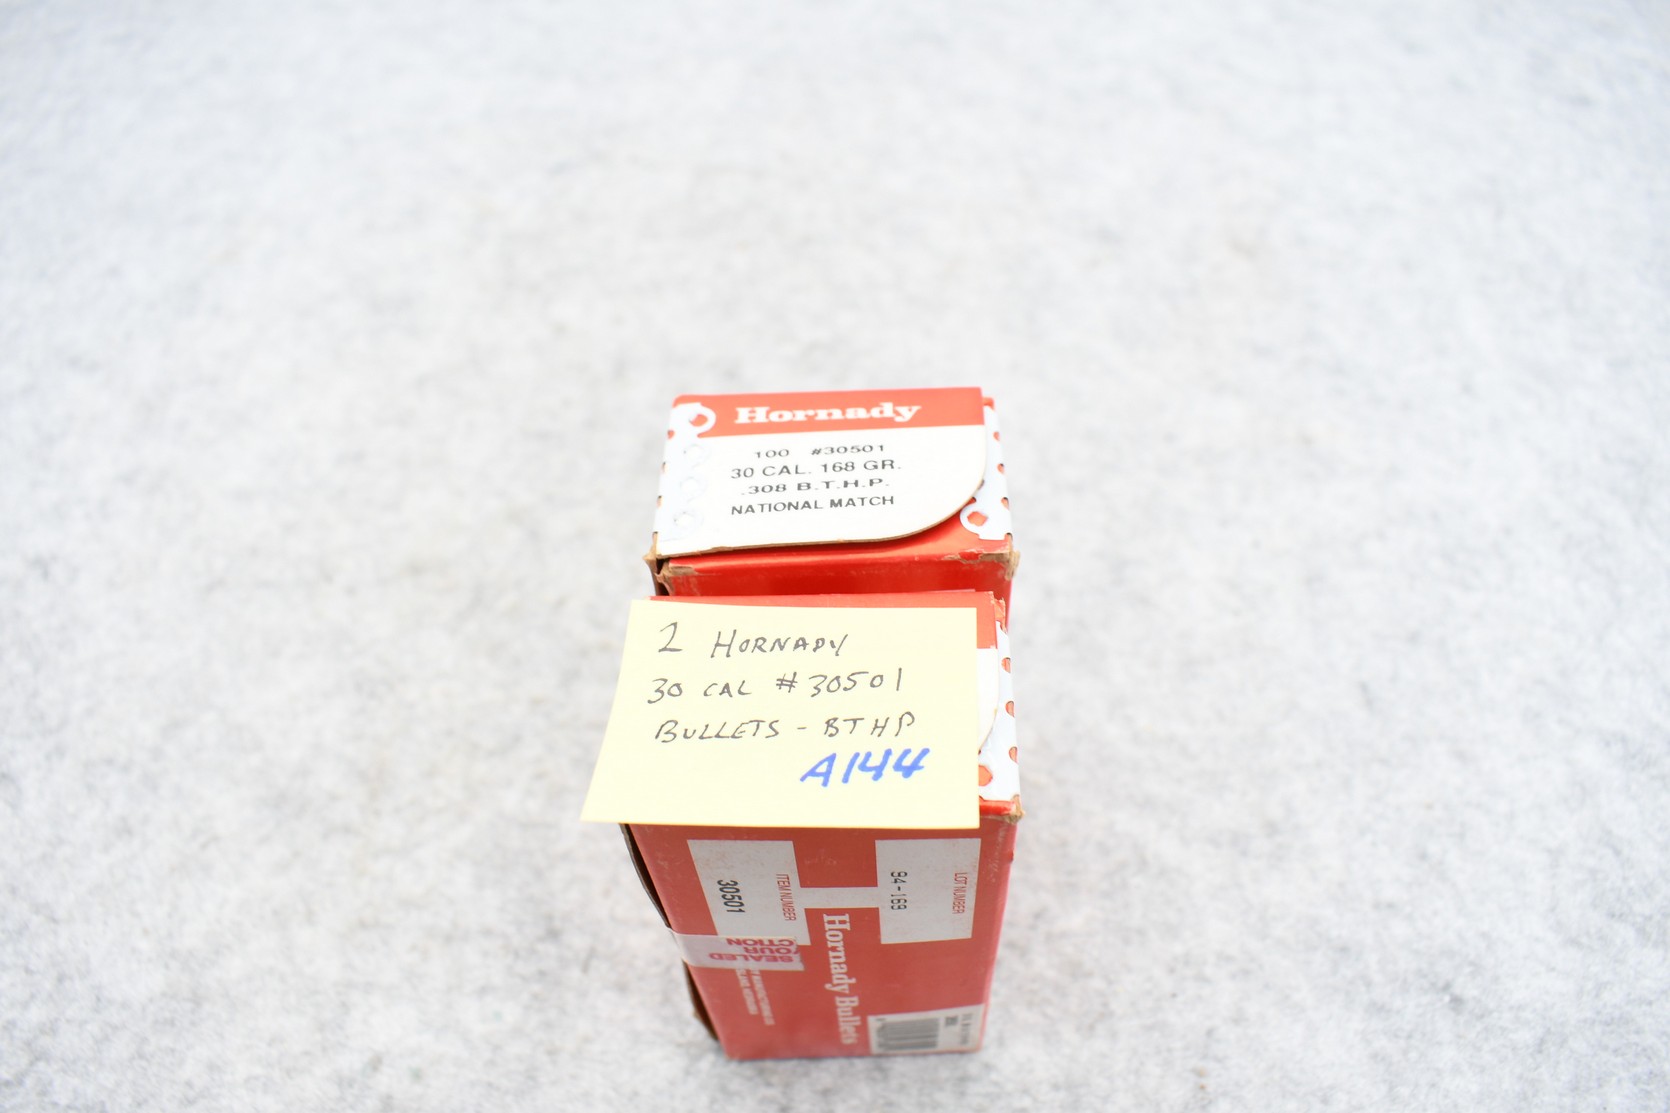 Hornady
100 #30501
30 CAL. 168 GR.
.308 B.T.H.P.
NATIONAL MATCH
2 HORNADY
30 CAL #30501
BULLETS - BTHP
A144
ITEM NUMBER
30501
LOT NUMBER
94-169
Hornady Bullets
SEALED